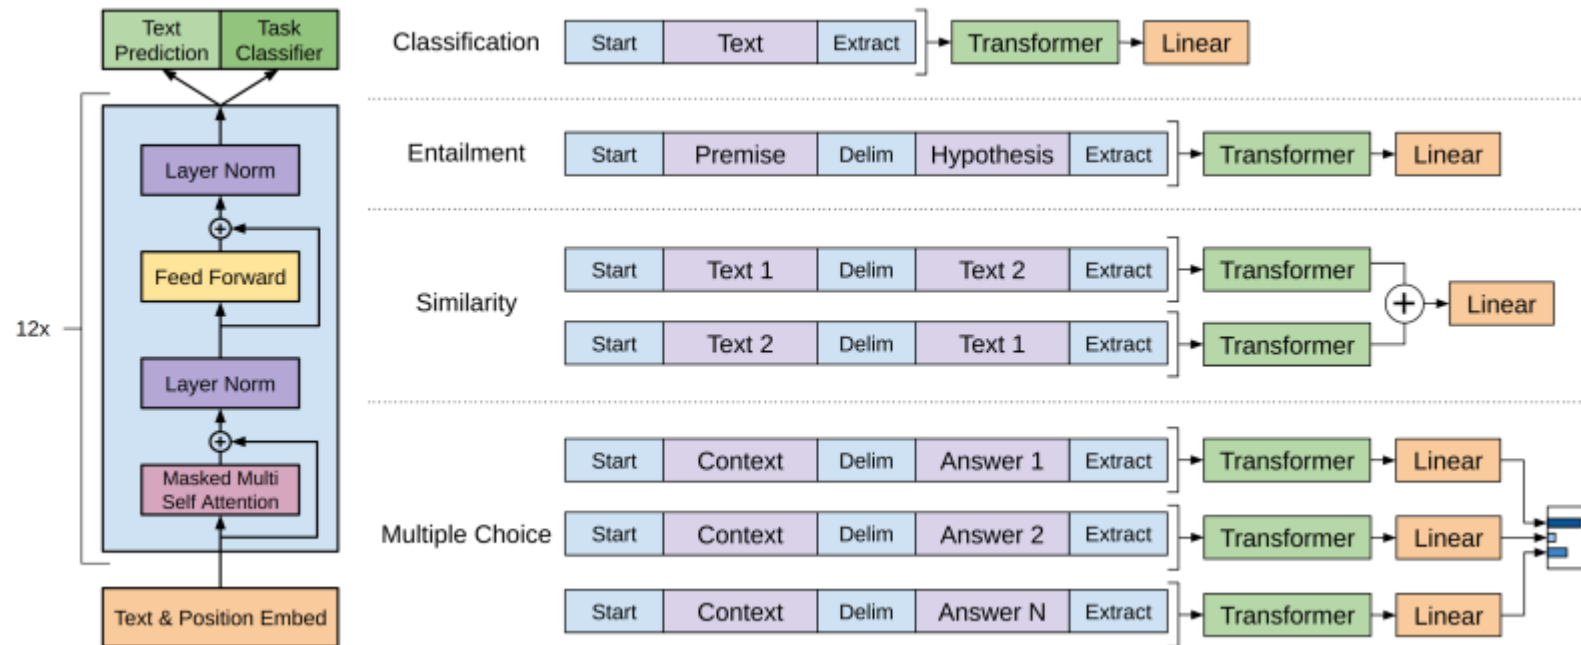 Text
Prediction
Task
Classifier
Layer Norm
Feed Forward
12x
Layer Norm
Masked Multi
Self Attention
Text & Position Embed
Classification
Start Text Extract Transformer Linear
Entailment
Start Premise Delim Hypothesis Extract Transformer Linear
Similarity
Start Text 1 Delim Text 2 Extract Transformer
+ Linear
Start Text 2 Delim Text 1 Extract Transformer
Multiple Choice
Start Context Delim Answer 1 Extract Transformer Linear
Start Context Delim Answer 2 Extract Transformer Linear
Start Context Delim Answer N Extract Transformer Linear